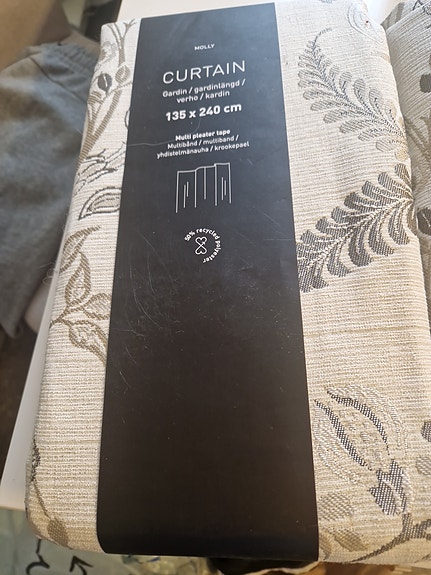 MOLLY
CURTAIN
Gardin / gardinlängd /
verho / kardin
135 x 240 cm
Multi pleater tape
Multibånd / multiband /
yhdistelmänauha / krookepael
50% recycled polyester